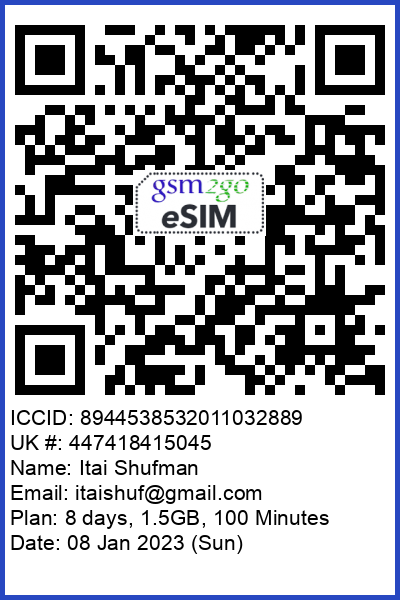 gsm2go
eSIM
ICCID: 8944538532011032889
UK #: 447418415045
Name: Itai Shufman
Email: itaishuf@gmail.com
Plan: 8 days, 1.5GB, 100 Minutes
Date: 08 Jan 2023 (Sun)